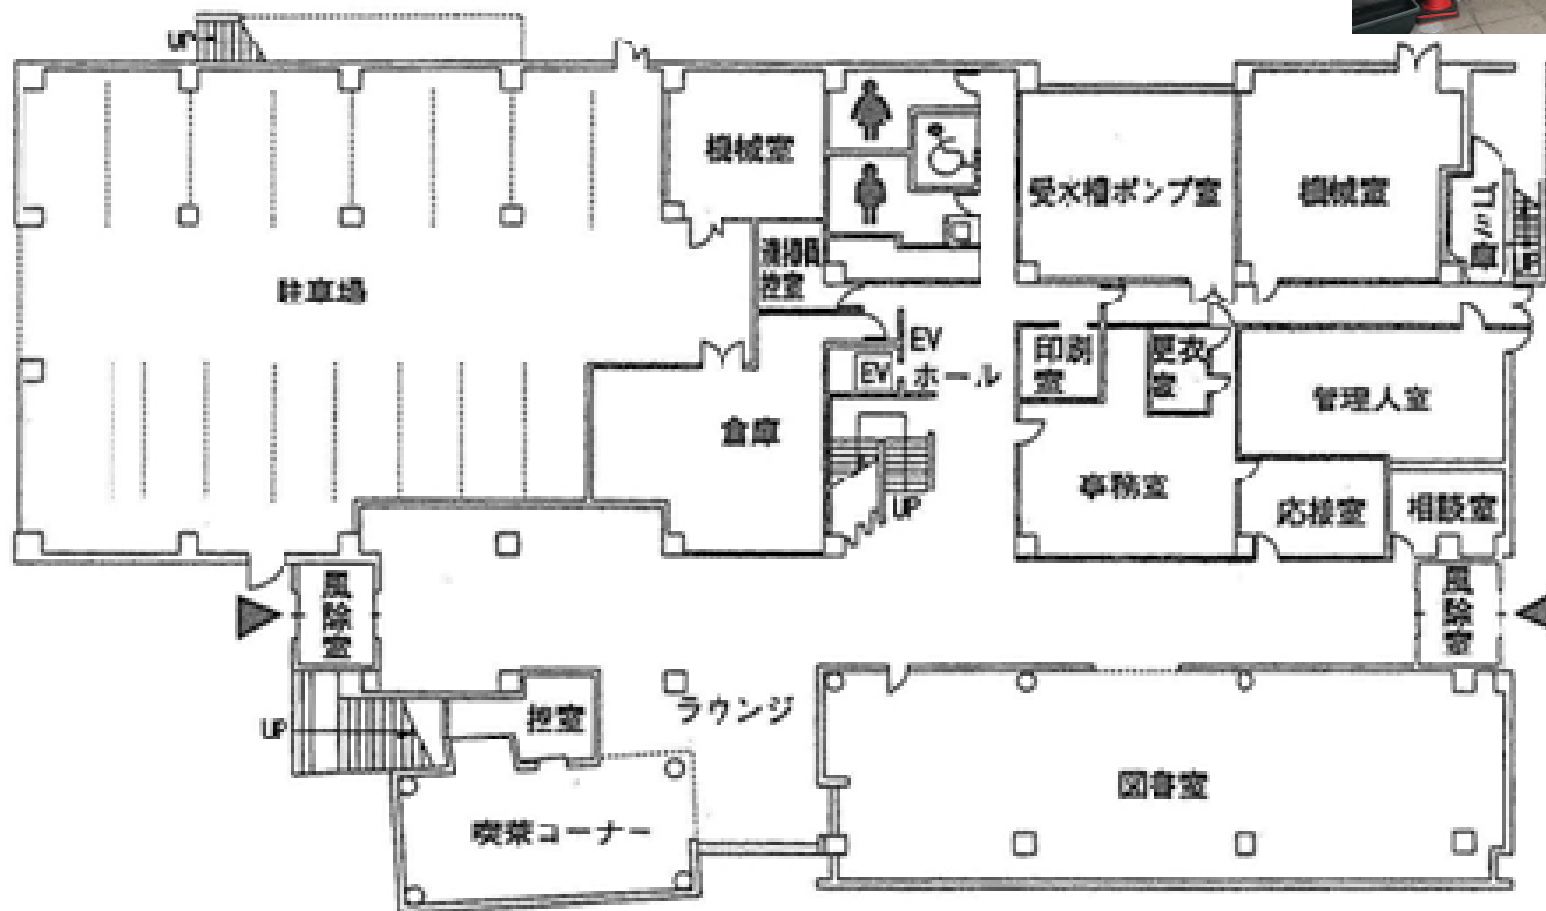 UP
機械室
受水槽ポンプ室
機械室
ゴミ庫
清掃員
控室
駐車場
EV
ホール
EV
印刷
室
更衣
室
管理人室
倉庫
事務室
UP
応接室
相談室
風除室
風除室
UP
控室
ラウンジ
図書室
喫茶コーナー